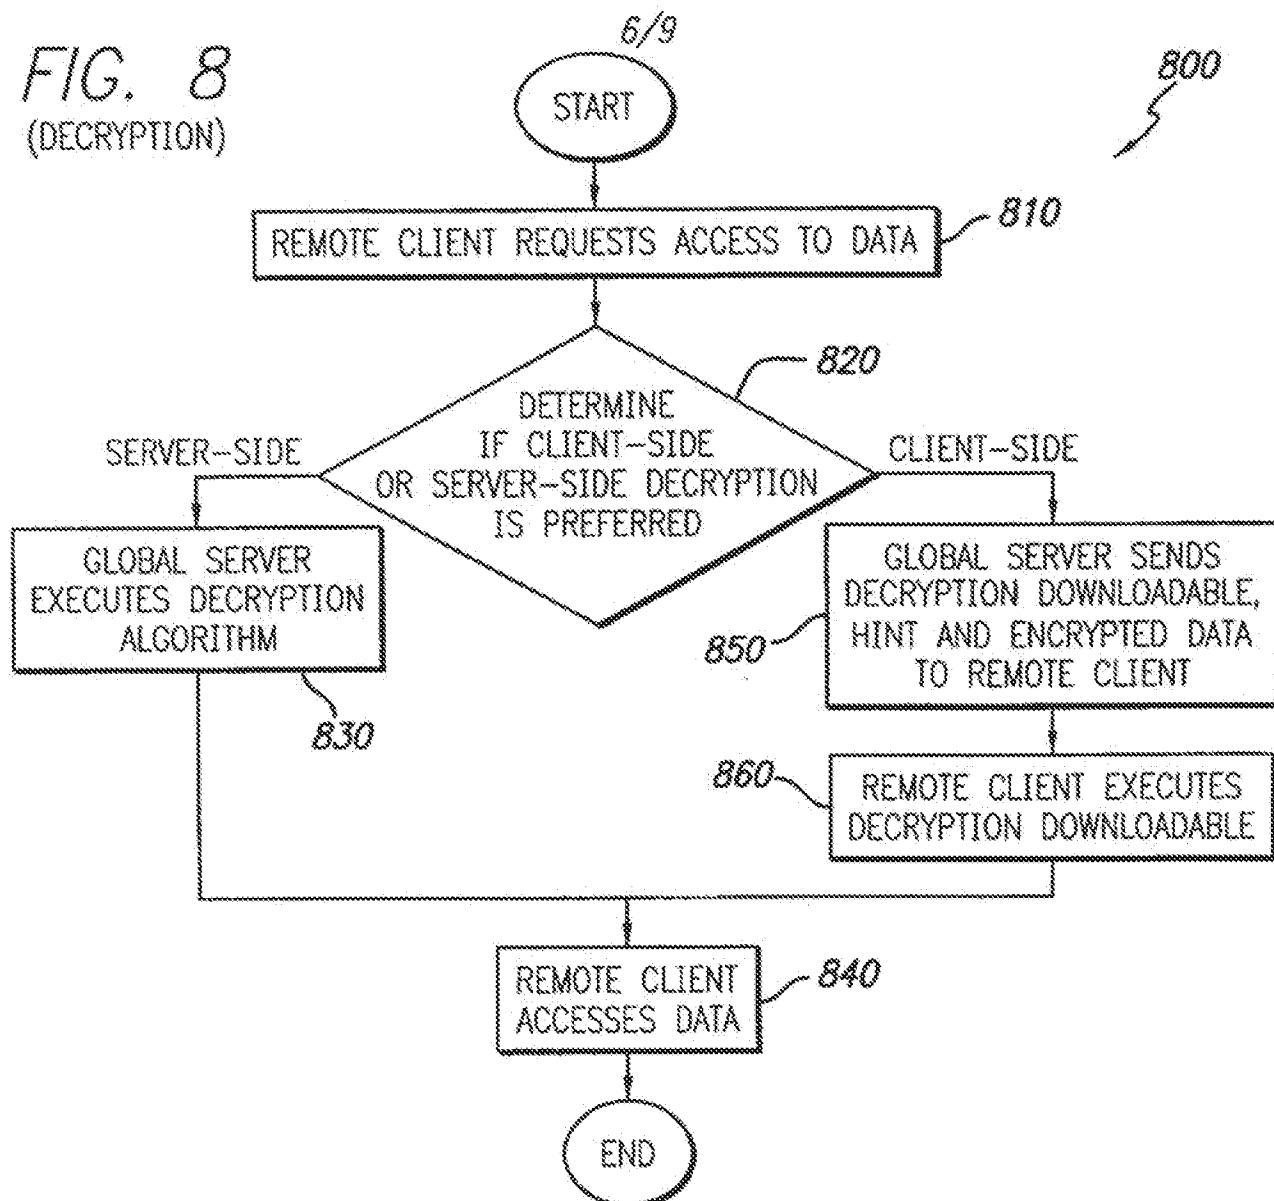 6/9
FIG. 8
(DECRYPTION)
START
800
REMOTE CLIENT REQUESTS ACCESS TO DATA
810
DETERMINE
IF CLIENT-SIDE
OR SERVER-SIDE DECRYPTION
IS PREFERRED
820
SERVER-SIDE
CLIENT-SIDE
GLOBAL SERVER
EXECUTES DECRYPTION
ALGORITHM
830
GLOBAL SERVER SENDS
DECRYPTION DOWNLOADABLE,
HINT AND ENCRYPTED DATA
TO REMOTE CLIENT
850
860
REMOTE CLIENT EXECUTES
DECRYPTION DOWNLOADABLE
REMOTE CLIENT
ACCESSES DATA
840
END